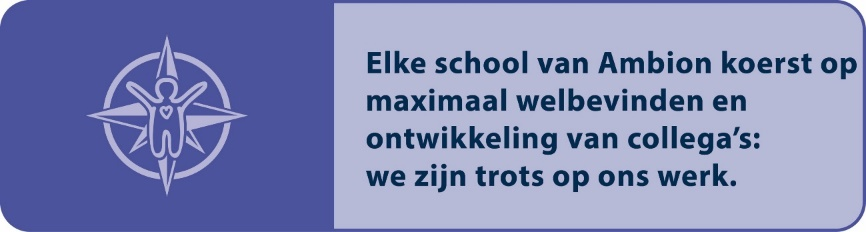 Elke school van Ambion koerst op
maximaal welbevinden en
ontwikkeling van collega's:
we zijn trots op ons werk.